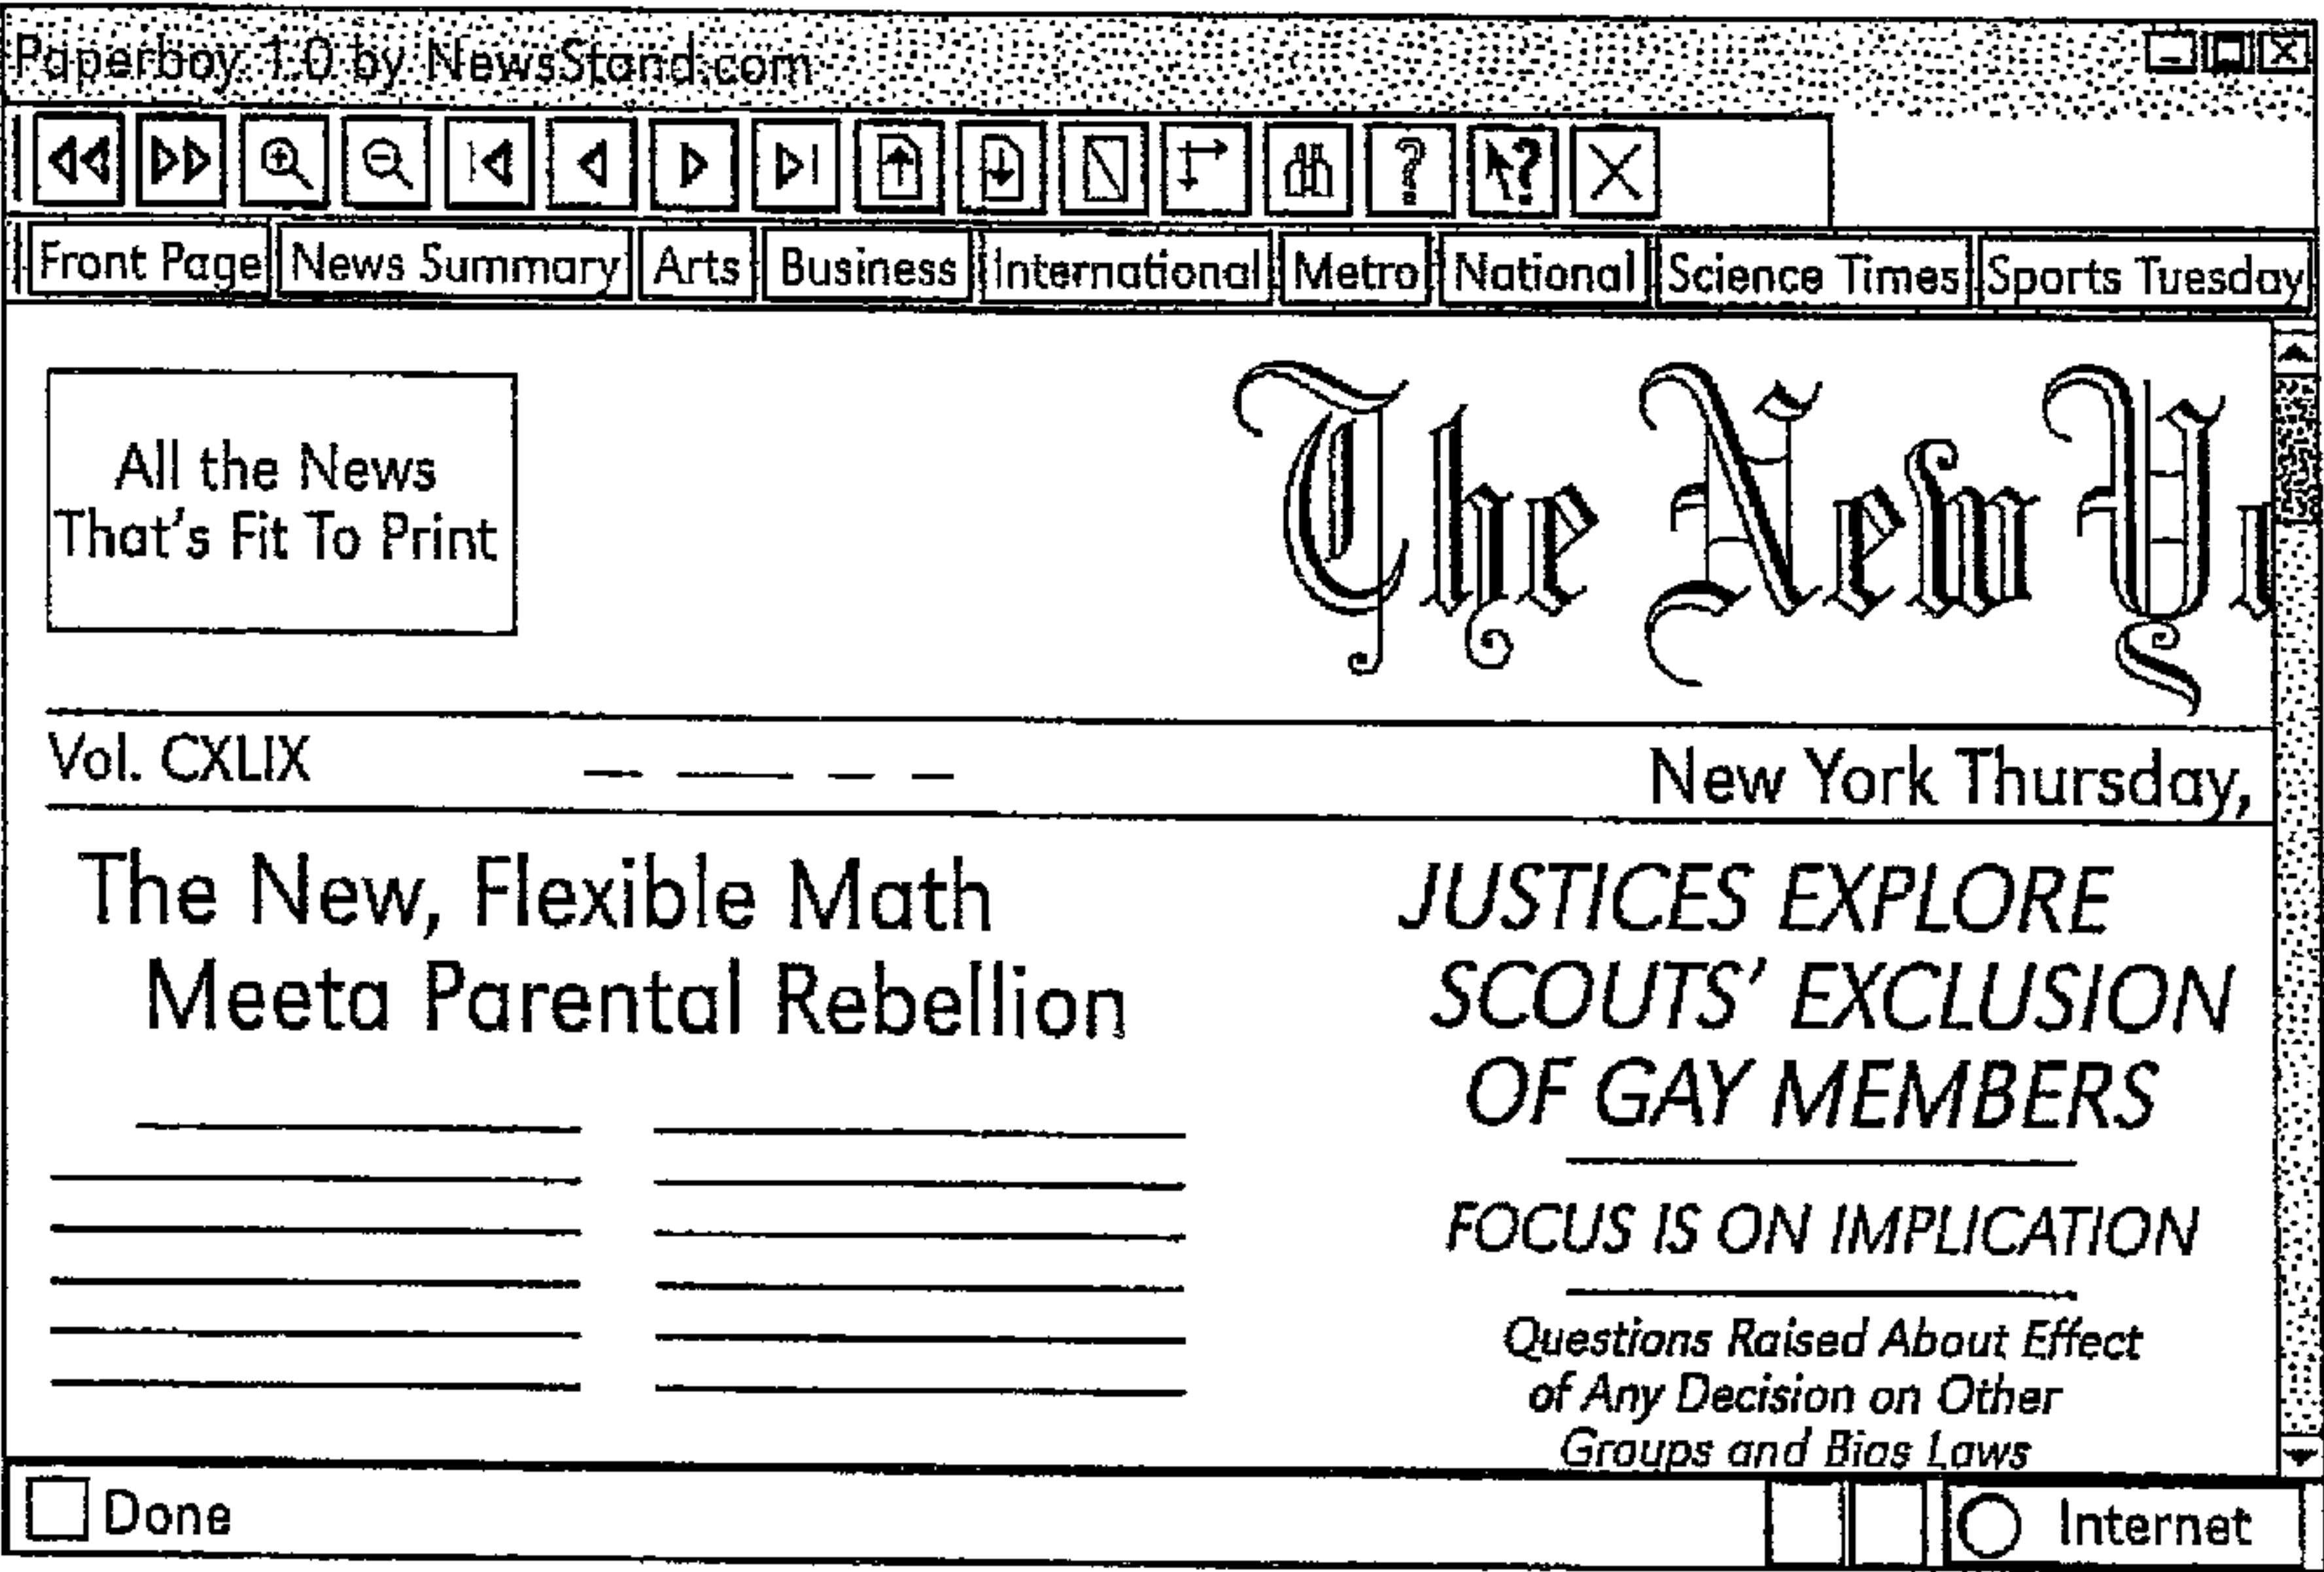 Paperboy 1.0 by NewsStand.com
Front Page News Summary Arts Business International Metro National Science Times Sports Tuesday
All the News
That's Fit To Print
The New Yo
Vol. CXLIX
New York Thursday,
The New, Flexible Math
Meeta Parental Rebellion
JUSTICES EXPLORE
SCOUTS' EXCLUSION
OF GAY MEMBERS
FOCUS IS ON IMPLICATION
Questions Raised About Effect
of Any Decision on Other
Groups and Bias Laws
Done
Internet